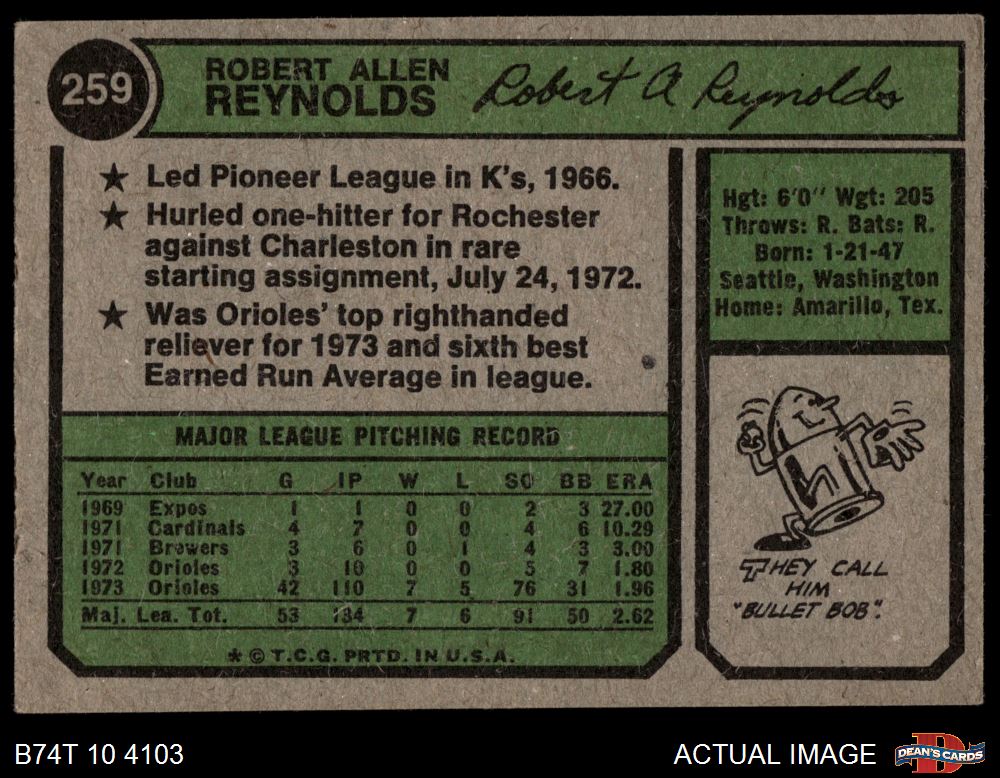 259
ROBERT ALLEN
REYNOLDS
Robert A Reynolds
★ Led Pioneer League in K's, 1966.
★ Hurled one-hitter for Rochester
against Charleston in rare
starting assignment, July 24, 1972.
★ Was Orioles' top righthanded
reliever for 1973 and sixth best
Earned Run Average in league.
Hgt: 6'0" Wgt: 205
Throws: R. Bats: R.
Born: 1-21-47
Seattle, Washington
Home: Amarillo, Tex.
MAJOR LEAGUE PITCHING RECORD
Year Club G IP W L SO BB ERA
1969 Expos 1 1 0 0 2 3 27.00
1971 Cardinals 4 7 0 0 4 6 10.29
1971 Brewers 3 6 0 1 4 3 3.00
1972 Orioles 3 10 0 0 5 7 1.80
1973 Orioles 42 110 7 5 76 31 1.96
Maj. Lea. Tot. 53 134 7 6 91 50 2.62
* © T.C.G. PRTD. IN U.S.A.
THEY CALL
HIM
"BULLET BOB".
B74T 10 4103
ACTUAL IMAGE
DEAN'S CARDS